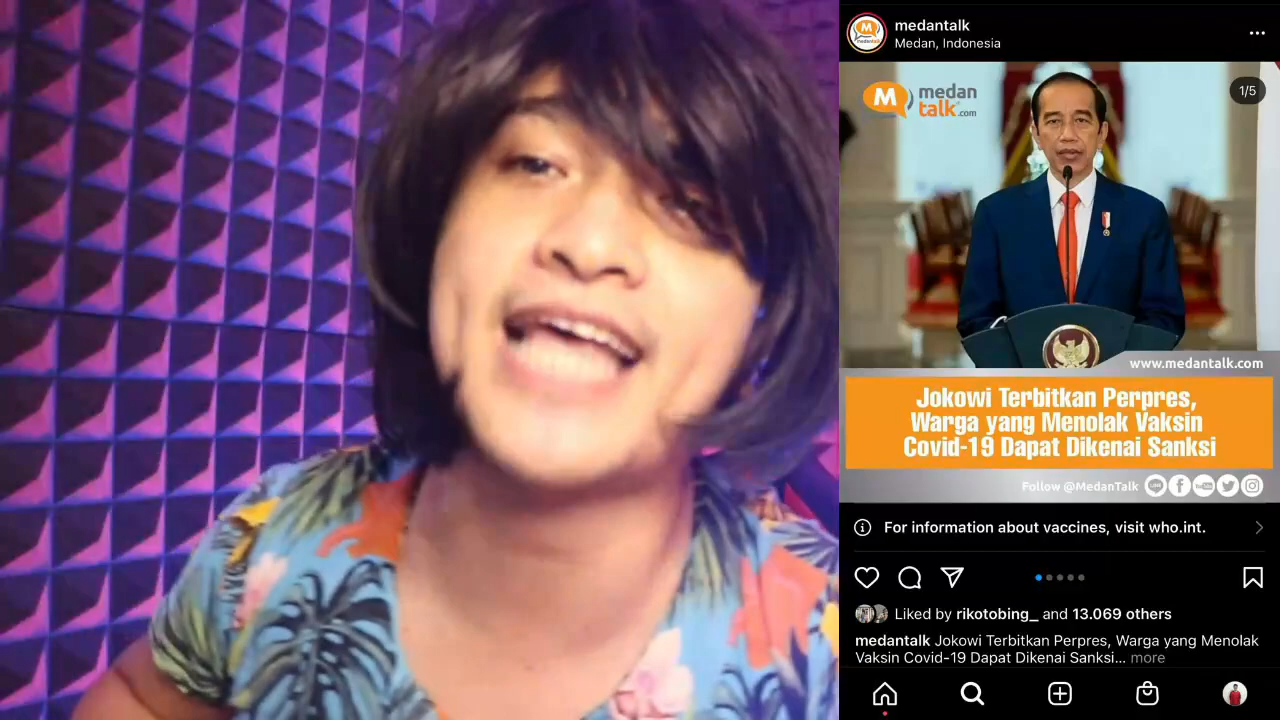 medantalk
Medan, Indonesia
1/5
M medan
talk.com
www.medantalk.com
Jokowi Terbitkan Perpres,
Warga yang Menolak Vaksin
Covid-19 Dapat Dikenai Sanksi
Follow @MedanTalk
For information about vaccines, visit who.int.
Liked by rikotobing_ and 13.069 others
medantalk Jokowi Terbitkan Perpres, Warga yang Menolak
Vaksin Covid-19 Dapat Dikenai Sanksi... more